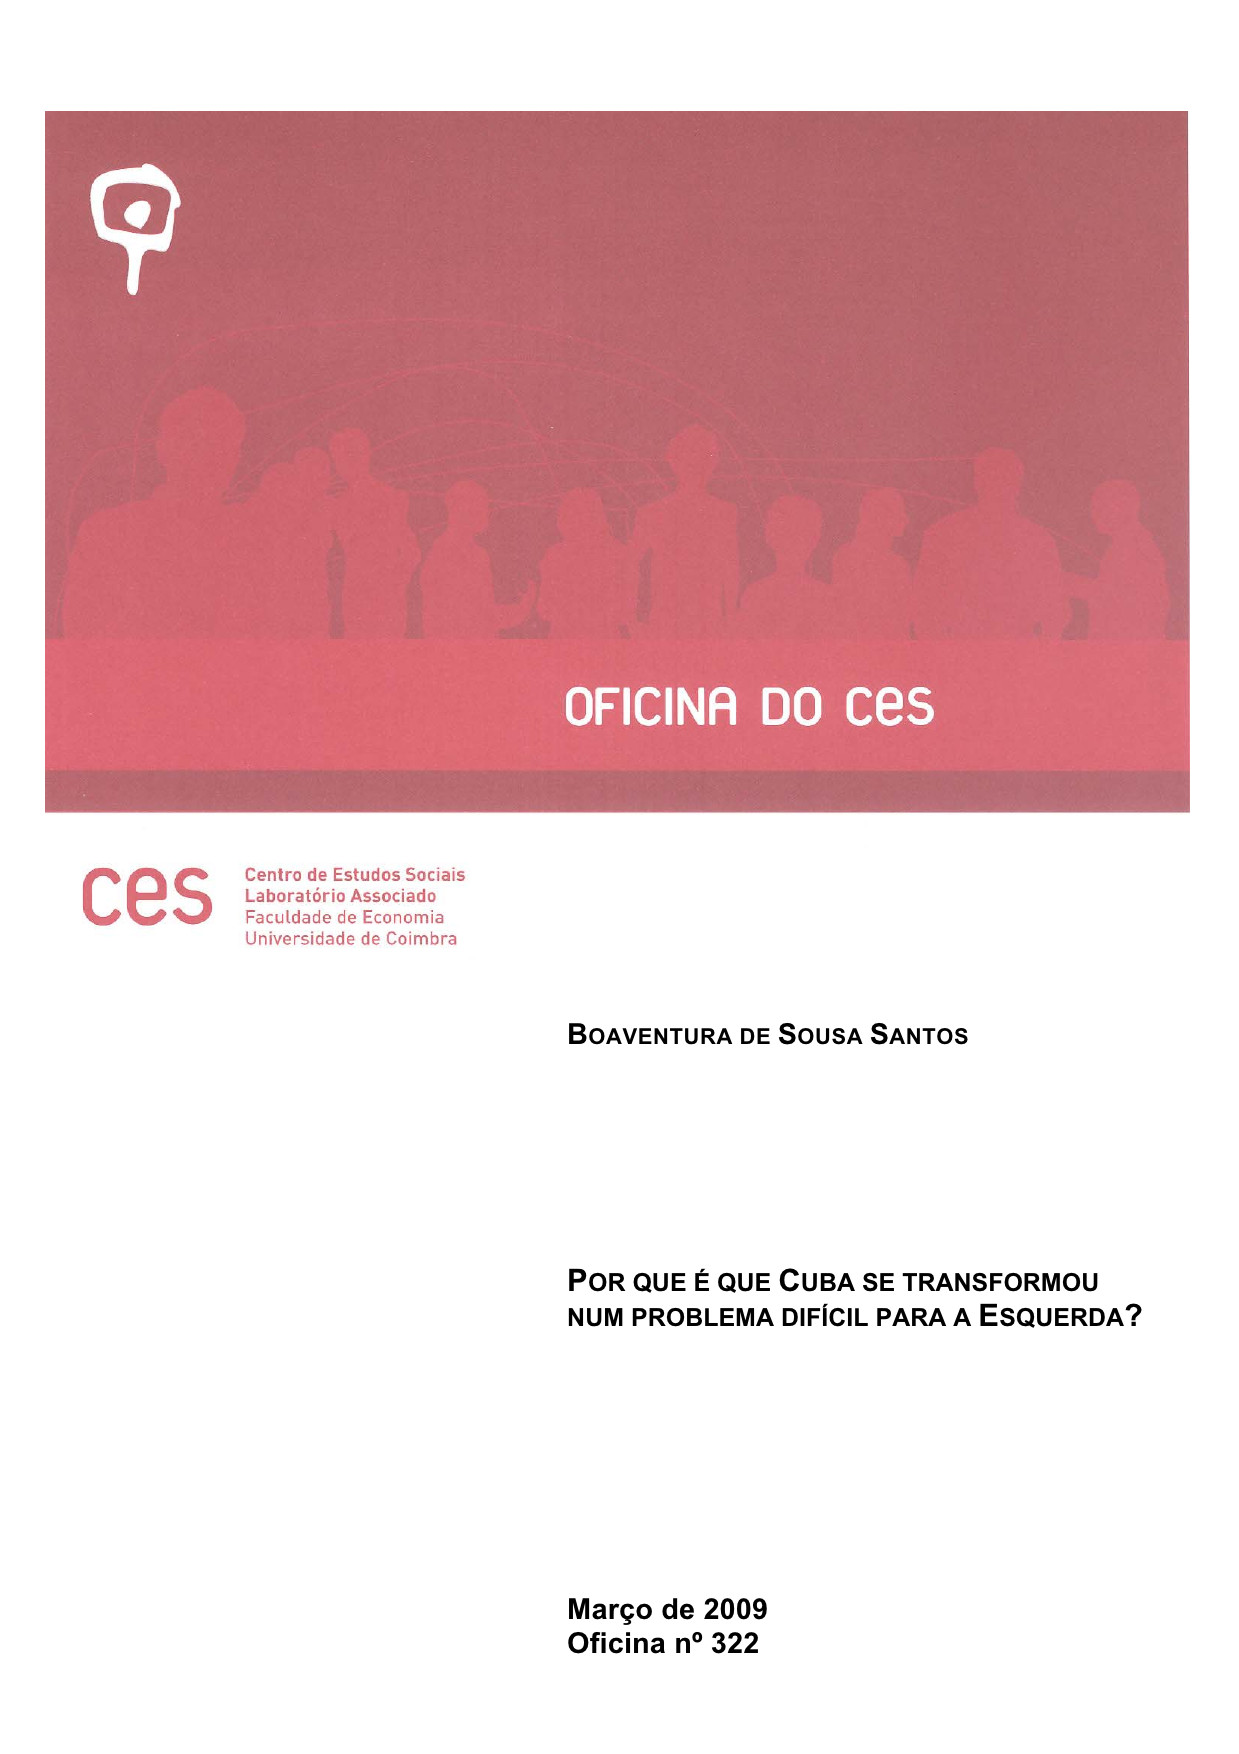 OFICINA DO CES
ces
Centro de Estudos Sociais
Laboratório Associado
Faculdade de Economia
Universidade de Coimbra
BOAVENTURA DE SOUSA SANTOS
POR QUE É QUE CUBA SE TRANSFORMOU
NUM PROBLEMA DIFÍCIL PARA A ESQUERDA?
Março de 2009
Oficina nº 322